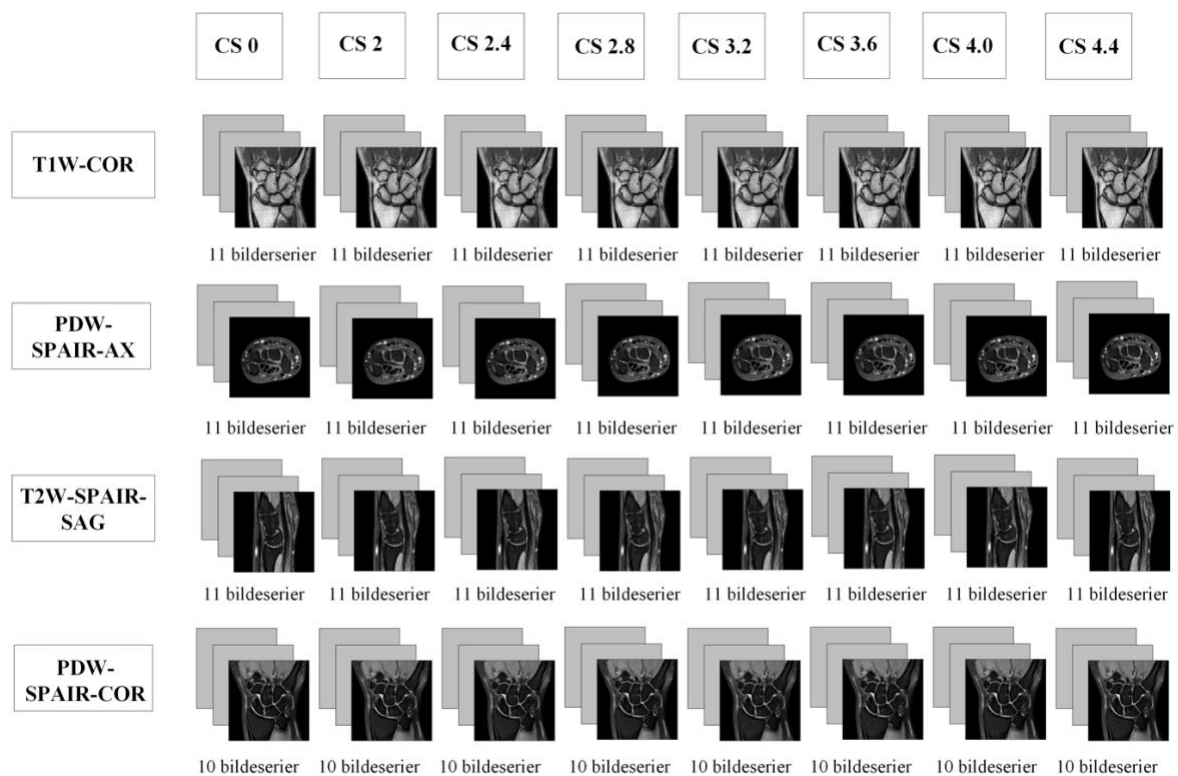 CS 0 CS 2 CS 2.4 CS 2.8 CS 3.2 CS 3.6 CS 4.0 CS 4.4
T1W-COR
11 bilderserier 11 bildeserier 11 bildeserier 11 bildeserier 11 bildeserier 11 bildeserier 11 bildeserier 11 bildeserier
PDW-
SPAIR-AX
11 bildeserier 11 bildeserier 11 bildeserier 11 bildeserier 11 bildeserier 11 bildeserier 11 bildeserier 11 bildeserier
T2W-SPAIR-
SAG
11 bildeserier 11 bildeserier 11 bildeserier 11 bildeserier 11 bildeserier 11 bildeserier 11 bildeserier 11 bildeserier
PDW-
SPAIR-COR
10 bildeserier 10 bildeserier 10 bildeserier 10 bildeserier 10 bildeserier 10 bildeserier 10 bildeserier 10 bildeserier